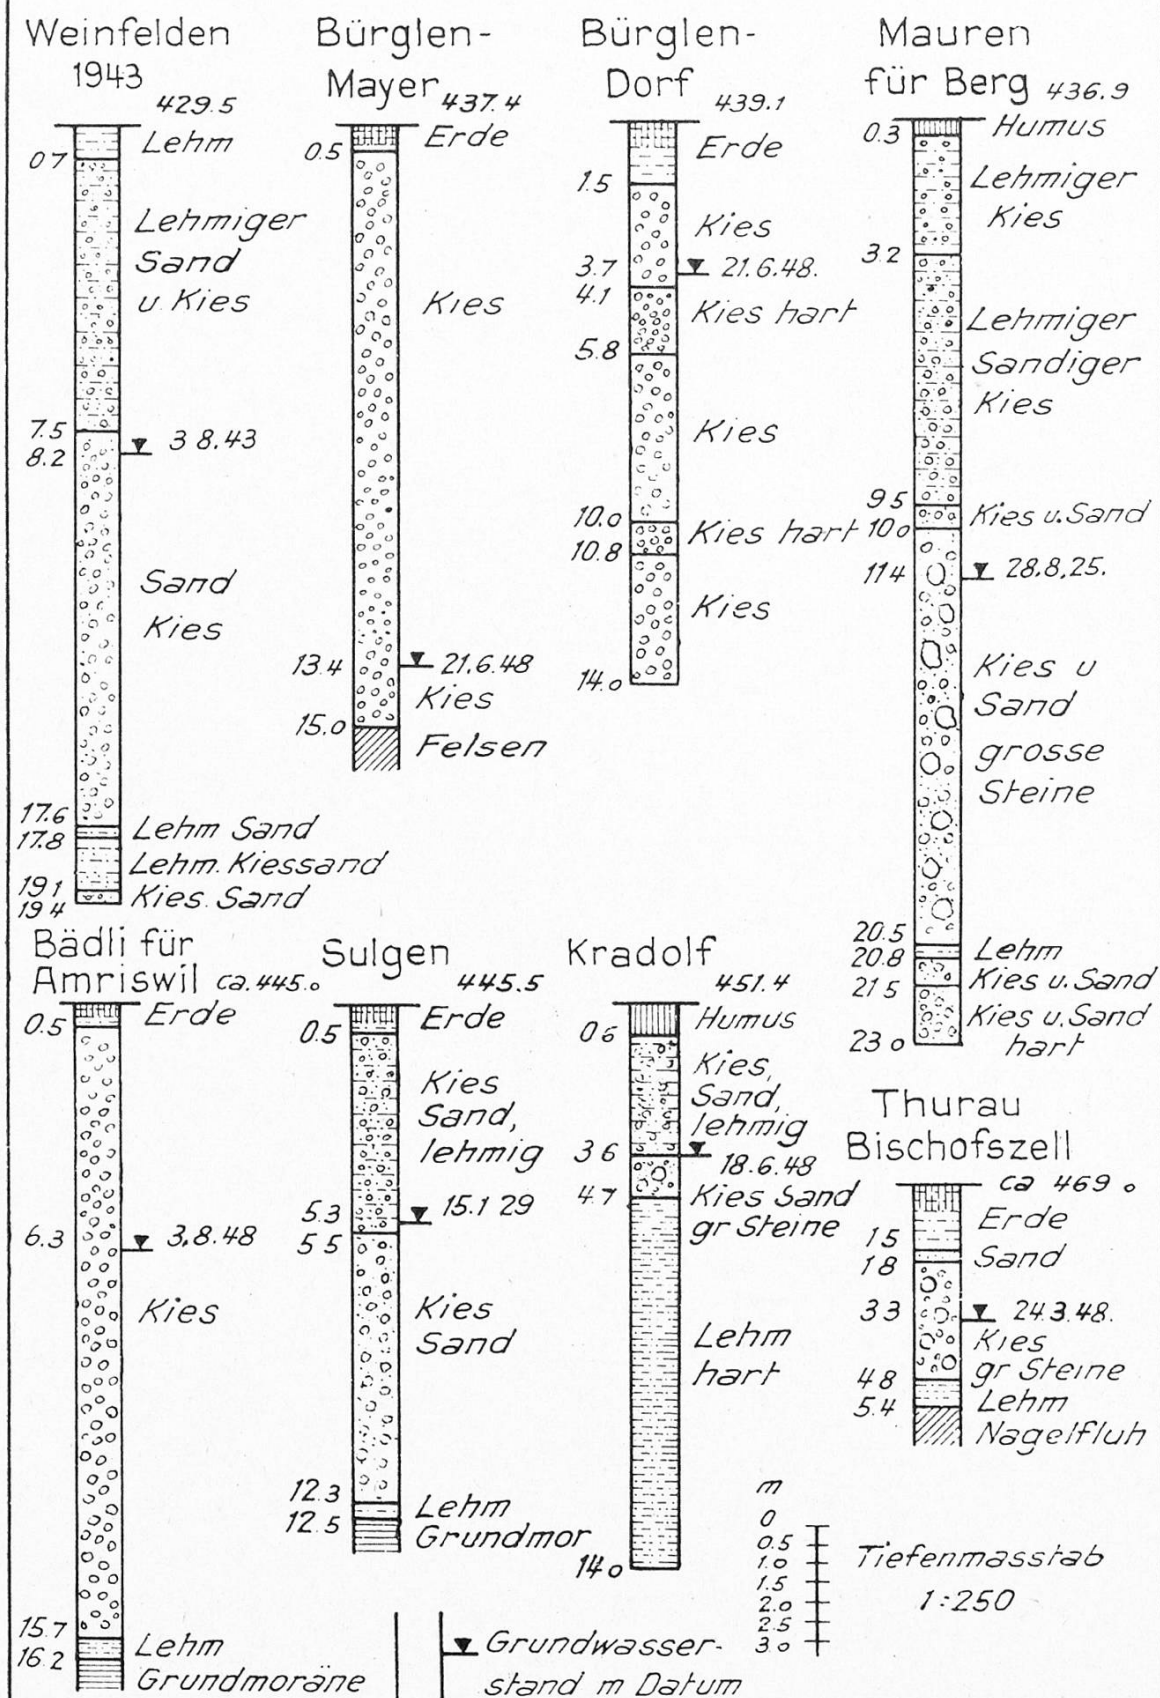 Weinfelden
1943
429.5
Lehm
0.7
Lehmiger
Sand
u. Kies
7.5
8.2
3 8.43
Sand
Kies
17.6
17.8
Lehm Sand
Lehm. Kiessand
19.1
19.4
Kies. Sand
Bürglen-
Mayer 437.4
Erde
0.5
Kies
13.4
21.6.48
Kies
15.0
Felsen
Bürglen-
Dorf 439.1
Erde
1.5
Kies
3.7
21.6.48.
4.1
Kies hart
5.8
Kies
10.0
Kies hart
10.8
Kies
14.0
Mauren
für Berg 436.9
0.3
Humus
Lehmiger
Kies
3.2
Lehmiger
Sandiger
Kies
9.5
Kies u. Sand
10.0
11.4
28.8.25.
Kies u
Sand
grosse
Steine
20.5
Lehm
20.8
Kies u. Sand
21.5
Kies u. Sand
hart
23.0
Bädli für
Amriswil ca. 445.0
Erde
0.5
6.3
3.8.48
Kies
15.7
Lehm
16.2
Grundmoräne
Sulgen
445.5
Erde
0.5
Kies
Sand,
lehmig
5.3
15.1 29
5.5
Kies
Sand
12.3
Lehm
12.5
Grundmor
Kradolf
451.4
Humus
0.6
Kies,
Sand,
lehmig
3.6
18.6.48
4.7
Kies Sand
gr Steine
Lehm
hart
14.0
Thurau
Bischofszell
ca 469.0
Erde
1.5
Sand
1.8
3.3
24.3.48.
Kies
gr Steine
4.8
Lehm
5.4
Nagelfluh
m
0
0.5
1.0
1.5
2.0
2.5
3.0
Tiefenmasstab
1:250
Grundwasser-
stand m Datum